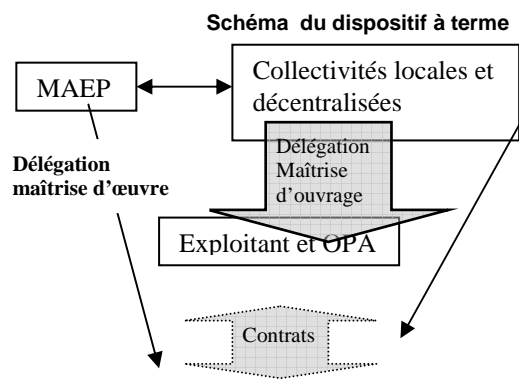 Schéma du dispositif à terme
MAEP
Collectivités locales et
décentralisées
Délégation
maîtrise d'œuvre
Délégation
Maîtrise
d'ouvrage
Exploitant et OPA
Contrats